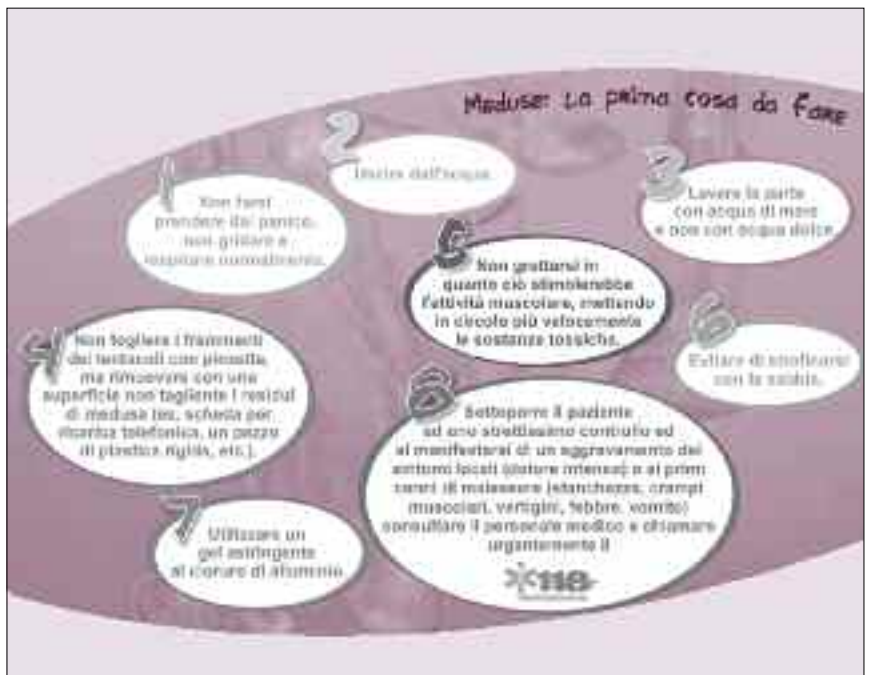 Meduse: La prima cosa da fare
1
Non farsi
prendere dal panico,
non gridare e
respirare normalmente.
2
Uscire dall'acqua.
3
Lavare la parte
con acqua di mare
e non con acqua dolce.
4
Non togliere i frammenti
dei tentacoli con pinzette,
ma rimuovere con una
superficie non tagliente i residui
di medusa (es. scheda per
ricarica telefonica, un pezzo
di plastica rigida, etc.).
5
Non grattarsi in
quanto ciò stimolerebbe
l'attività muscolare, mettendo
in circolo più velocemente
le sostanze tossiche.
6
Evitare di strofinarsi
con la sabbia.
7
Utilizzare un
gel astringente
al cloruro di alluminio
8
Sottoporre il paziente
ad uno strettissimo controllo ed
al manifestarsi di un aggravamento dei
sintomi locali (dolore intenso) e ai primi
cenni di malessere (stanchezza, crampi
muscolari, vertigini, febbre, vomito)
consultare il personale medico e chiamare
urgentemente il
118